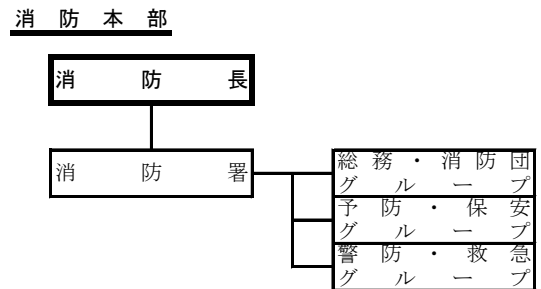 消防本部
消防長
消防署
総務・消防団
グループ
予防・保安
グループ
警防・救急
グループ